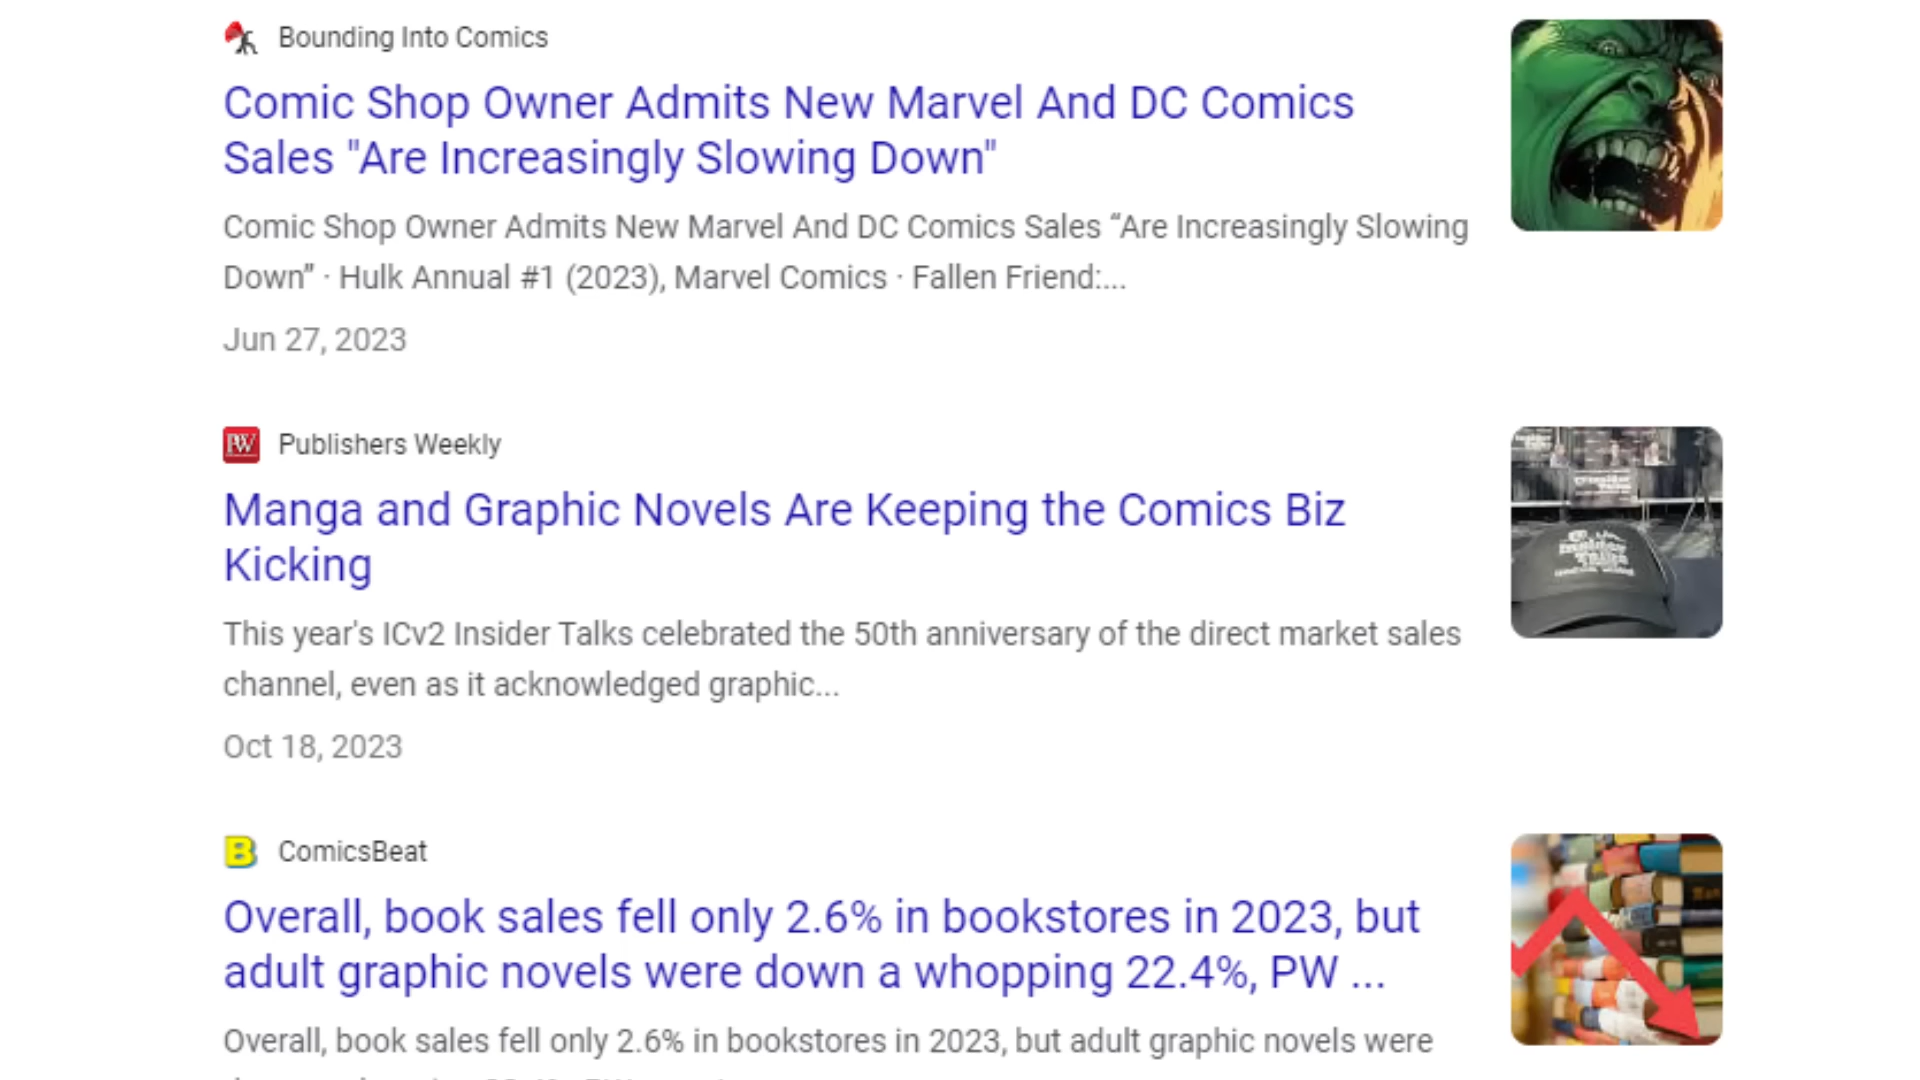 Bounding Into Comics
Comic Shop Owner Admits New Marvel And DC Comics
Sales "Are Increasingly Slowing Down"
Comic Shop Owner Admits New Marvel And DC Comics Sales “Are Increasingly Slowing
Down” · Hulk Annual #1 (2023), Marvel Comics · Fallen Friend:...
Jun 27, 2023
PW Publishers Weekly
Manga and Graphic Novels Are Keeping the Comics Biz
Kicking
This year's ICv2 Insider Talks celebrated the 50th anniversary of the direct market sales
channel, even as it acknowledged graphic...
Oct 18, 2023
Insider
Talks
B ComicsBeat
Overall, book sales fell only 2.6% in bookstores in 2023, but
adult graphic novels were down a whopping 22.4%, PW ...
Overall, book sales fell only 2.6% in bookstores in 2023, but adult graphic novels were